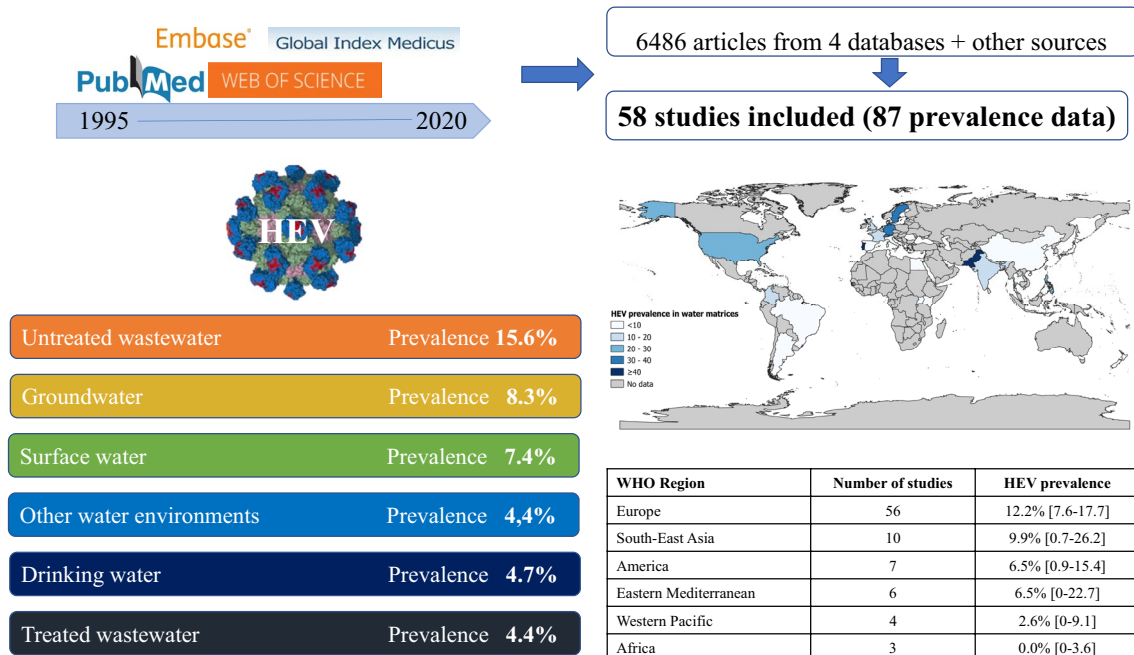 Embase®
Global Index Medicus
PubMed
WEB OF SCIENCE
1995
2020
6486 articles from 4 databases + other sources
58 studies included (87 prevalence data)
HEV
Untreated wastewater Prevalence 15.6%
Groundwater Prevalence 8.3%
Surface water Prevalence 7.4%
Other water environments Prevalence 4,4%
Drinking water Prevalence 4.7%
Treated wastewater Prevalence 4.4%
HEV prevalence in water matrices
<10
10 - 20
20 - 30
30 - 40
≥40
No data
WHO Region Number of studies HEV prevalence
Europe 56 12.2% [7.6-17.7]
South-East Asia 10 9.9% [0.7-26.2]
America 7 6.5% [0.9-15.4]
Eastern Mediterranean 6 6.5% [0-22.7]
Western Pacific 4 2.6% [0-9.1]
Africa 3 0.0% [0-3.6]